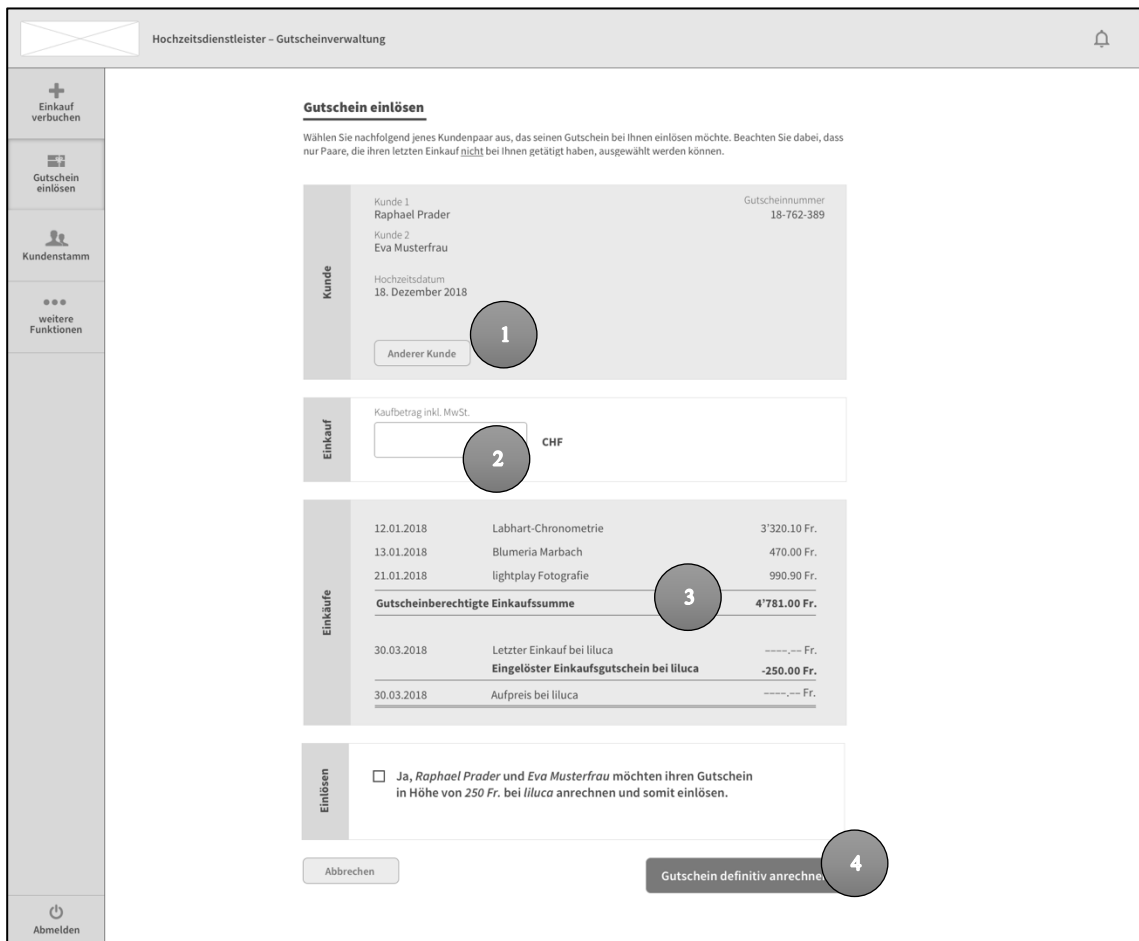 Hochzeitsdienstleister – Gutscheinverwaltung
Einkauf
verbuchen
Gutschein
einlösen
Kundenstamm
weitere
Funktionen
Abmelden
Gutschein einlösen
Wählen Sie nachfolgend jenes Kundenpaar aus, das seinen Gutschein bei Ihnen einlösen möchte. Beachten Sie dabei, dass
nur Paare, die ihren letzten Einkauf nicht bei Ihnen getätigt haben, ausgewählt werden können.
Kunde
Kunde 1 Gutscheinnummer
Raphael Prader 18-762-389
Kunde 2
Eva Musterfrau
Hochzeitsdatum
18. Dezember 2018
1
Anderer Kunde
Einkauf
Kaufbetrag inkl. MwSt.
CHF
2
Einkäufe
12.01.2018 Labhart-Chronometrie 3’320.10 Fr.
13.01.2018 Blumeria Marbach 470.00 Fr.
21.01.2018 lightplay Fotografie 990.90 Fr.
Gutscheinberechtigte Einkaufssumme 3 4’781.00 Fr.
30.03.2018 Letzter Einkauf bei liluca ––––.–– Fr.
Eingelöster Einkaufsgutschein bei liluca -250.00 Fr.
30.03.2018 Aufpreis bei liluca ––––.–– Fr.
Einlösen
Ja, Raphael Prader und Eva Musterfrau möchten ihren Gutschein
in Höhe von 250 Fr. bei liluca anrechnen und somit einlösen.
Abbrechen
Gutschein definitiv anrechne
4